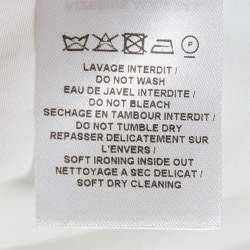 P
LAVAGE INTERDIT /
DO NOT WASH
EAU DE JAVEL INTERDITE /
DO NOT BLEACH
SECHAGE EN TAMBOUR INTERDIT /
DO NOT TUMBLE DRY
REPASSER DELICATEMENT SUR
L'ENVERS /
SOFT IRONING INSIDE OUT
NETTOYAGE A SEC DELICAT /
SOFT DRY CLEANING